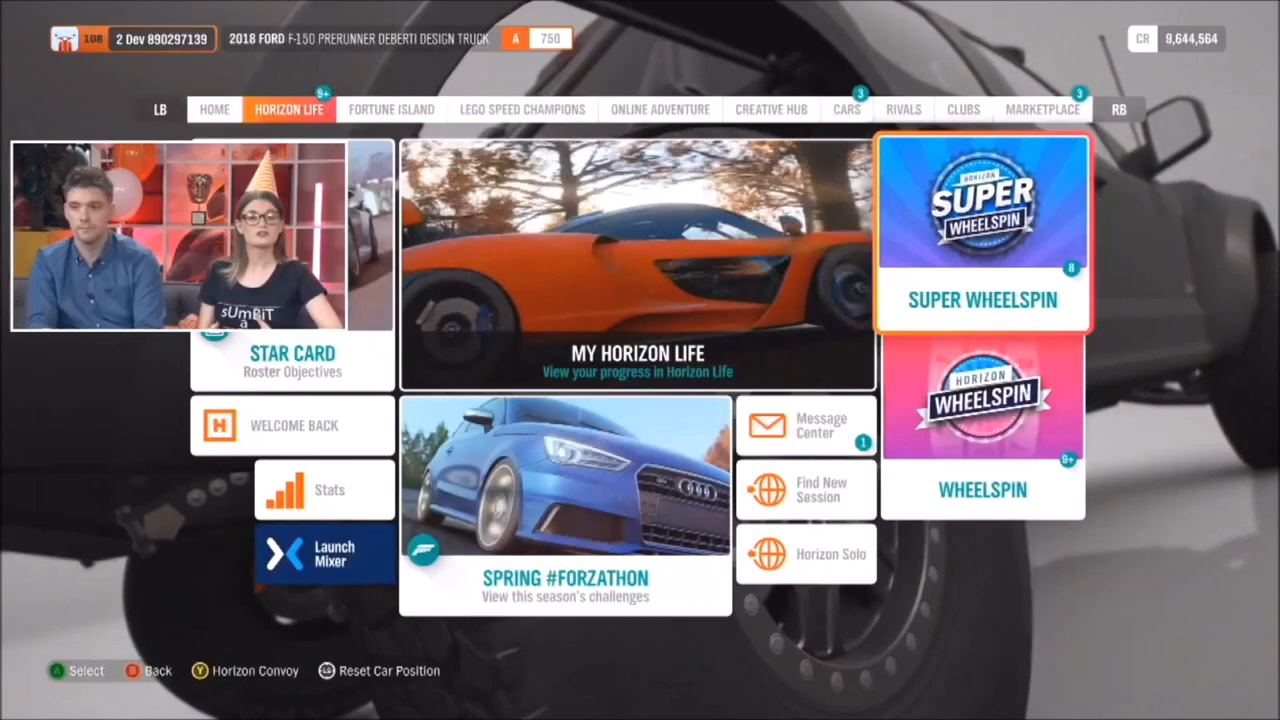 108
2 Dev 890297139
2018 FORD F-150 PRERUNNER DEBERTI DESIGN TRUCK
A 750
CR 9,644,564
9+
3
3
LB
HOME
HORIZON LIFE
FORTUNE ISLAND
LEGO SPEED CHAMPIONS
ONLINE ADVENTURE
CREATIVE HUB
CARS
RIVALS
CLUBS
MARKETPLACE
RB
sUmBiT
a
STAR CARD
Roster Objectives
MY HORIZON LIFE
View your progress in Horizon Life
HORIZON
SUPER
WHEELSPIN
8
SUPER WHEELSPIN
WELCOME BACK
Stats
Launch
Mixer
SPRING #FORZATHON
View this season's challenges
Message
Center
1
Find New
Session
Horizon Solo
HORIZON
WHEELSPIN
9+
WHEELSPIN
A Select
B Back
Y Horizon Convoy
LS Reset Car Position